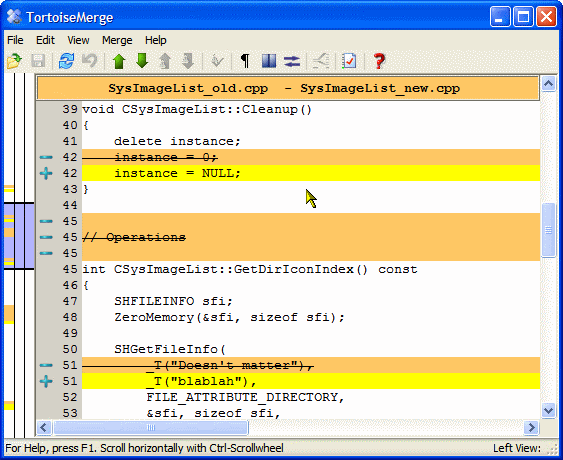 TortoiseMerge
File Edit View Merge Help
SysImageList_old.cpp - SysImageList_new.cpp
39 void CSysImageList::Cleanup()
40 {
41 delete instance;
42 instance = 0;
42 instance = NULL;
43 }
44
45
45 // Operations
45
45 int CSysImageList::GetDirIconIndex() const
46 {
47 SHFILEINFO sfi;
48 ZeroMemory(&sfi, sizeof sfi);
49
50 SHGetFileInfo(
51 _T("Doesn't matter"),
51 _T("blablah"),
52 FILE_ATTRIBUTE_DIRECTORY,
53 &sfi, sizeof sfi,
For Help, press F1. Scroll horizontally with Ctrl-Scrollwheel Left View: